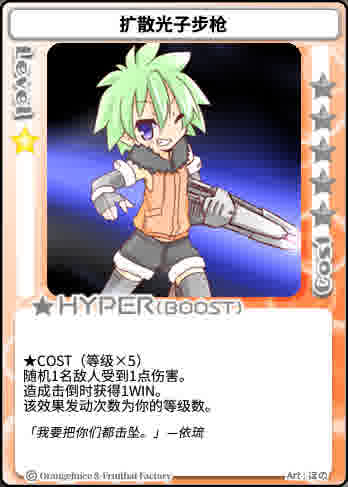 扩散光子步枪
Level
1
Cost
★HYPER(BOOST)
★COST（等级×5）
随机1名敌人受到1点伤害。
造成击倒时获得1WIN。
该效果发动次数为你的等级数。
「我要把你们都击坠。」—依琉
© OrangeJuice & Fruitbat Factory
Art : ほの